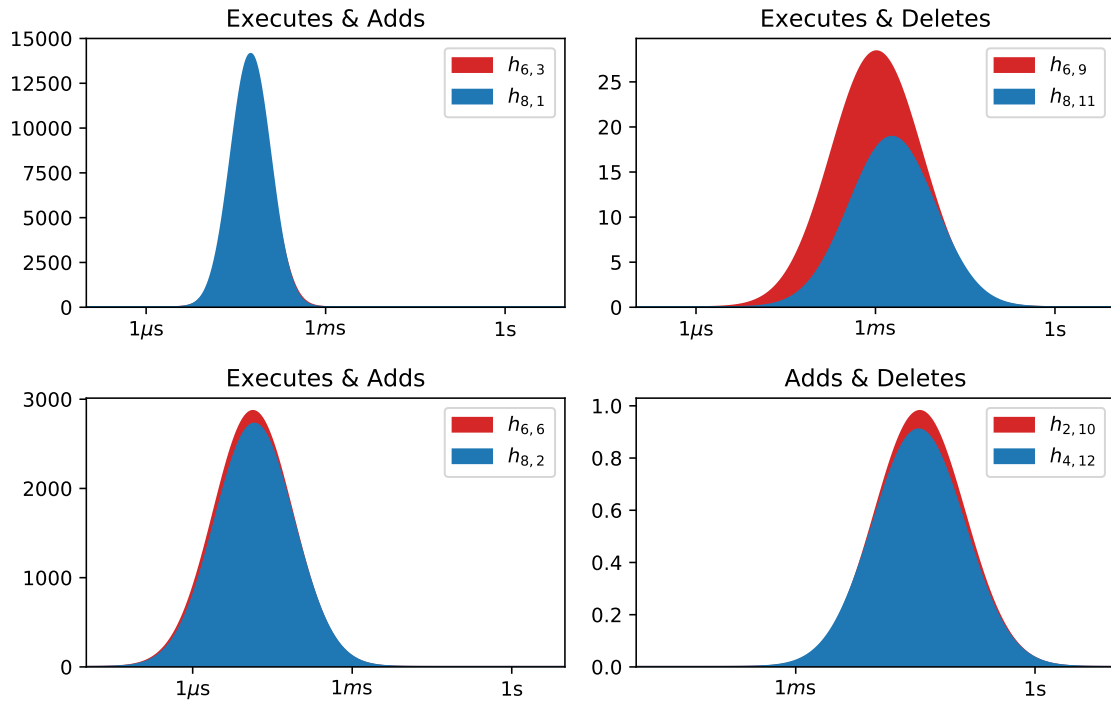 Executes & Adds
15000
12500
10000
7500
5000
2500
0
1μs
1ms
1s
h6, 3
h8, 1
Executes & Deletes
25
20
15
10
5
0
1μs
1ms
1s
h6, 9
h8, 11
Executes & Adds
3000
2000
1000
0
1μs
1ms
1s
h6, 6
h8, 2
Adds & Deletes
1.0
0.8
0.6
0.4
0.2
0.0
1ms
1s
h2, 10
h4, 12